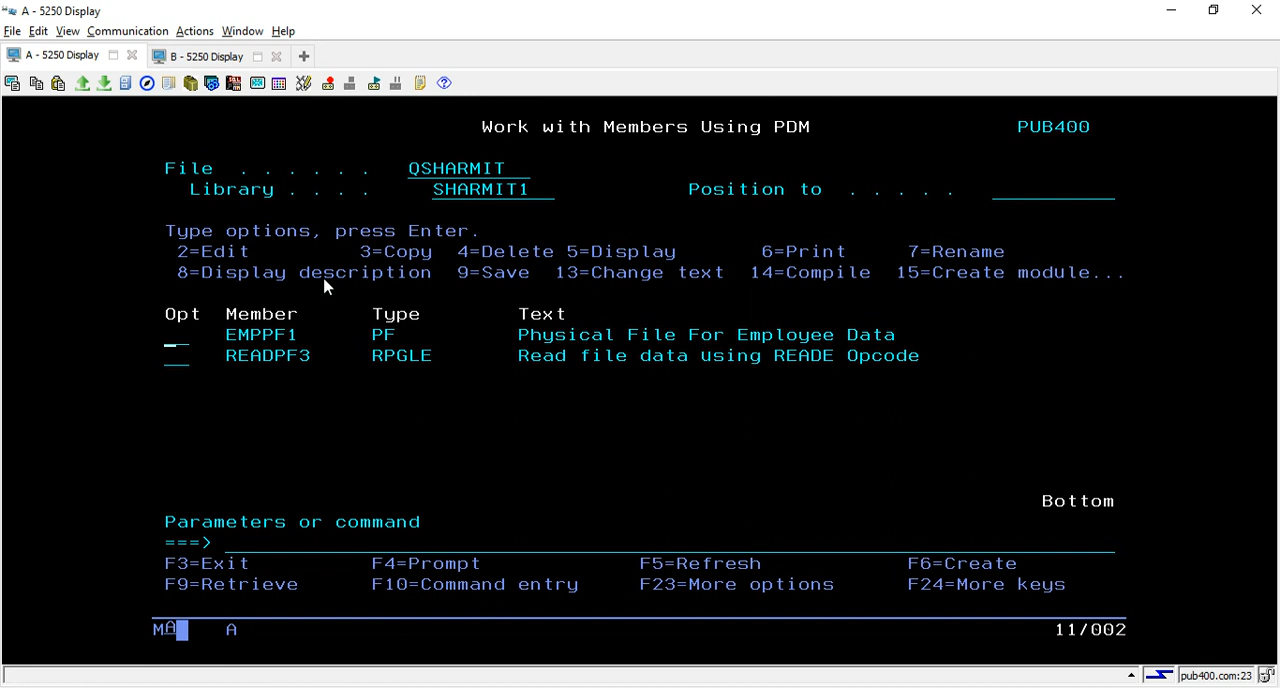 A - 5250 Display
File Edit View Communication Actions Window Help
A - 5250 Display B - 5250 Display
Work with Members Using PDM PUB400
File . . . . . . QSHARMIT
Library . . . . SHARMIT1 Position to . . . . .
Type options, press Enter.
2=Edit 3=Copy 4=Delete 5=Display 6=Print 7=Rename
8=Display description 9=Save 13=Change text 14=Compile 15=Create module...
Opt Member Type Text
EMPPF1 PF Physical File For Employee Data
READPF3 RPGLE Read file data using READE Opcode
Bottom
Parameters or command
===>
F3=Exit F4=Prompt F5=Refresh F6=Create
F9=Retrieve F10=Command entry F23=More options F24=More keys
MA A 11/002
pub400.com:23